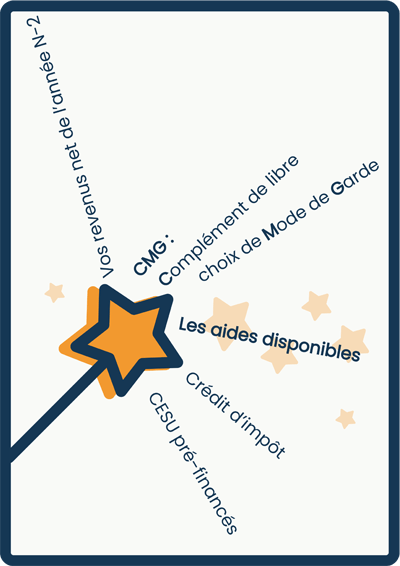 Vos revenus net de l'année N-2
CMG :
Complément de libre
choix de Mode de Garde
Les aides disponibles
Crédit d'impôt
CESU pré-financés